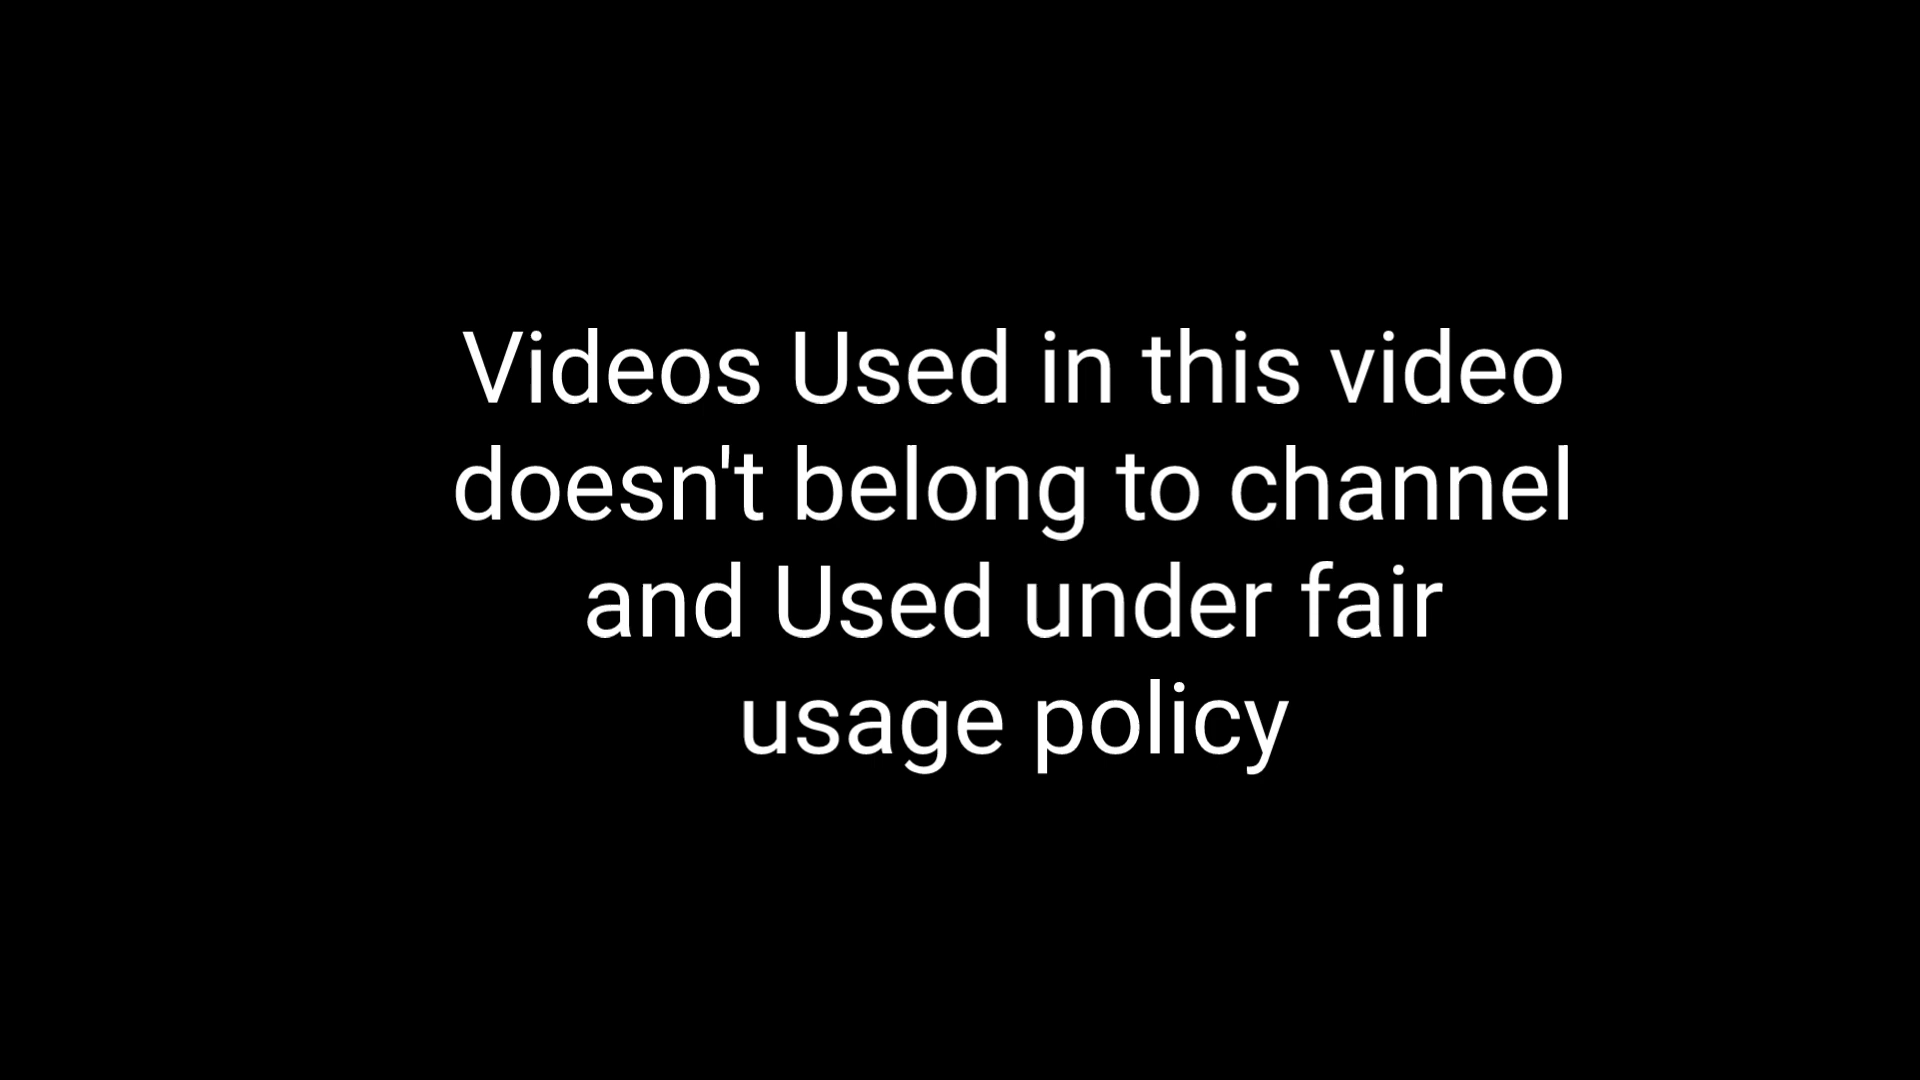 Videos Used in this video
doesn't belong to channel
and Used under fair
usage policy